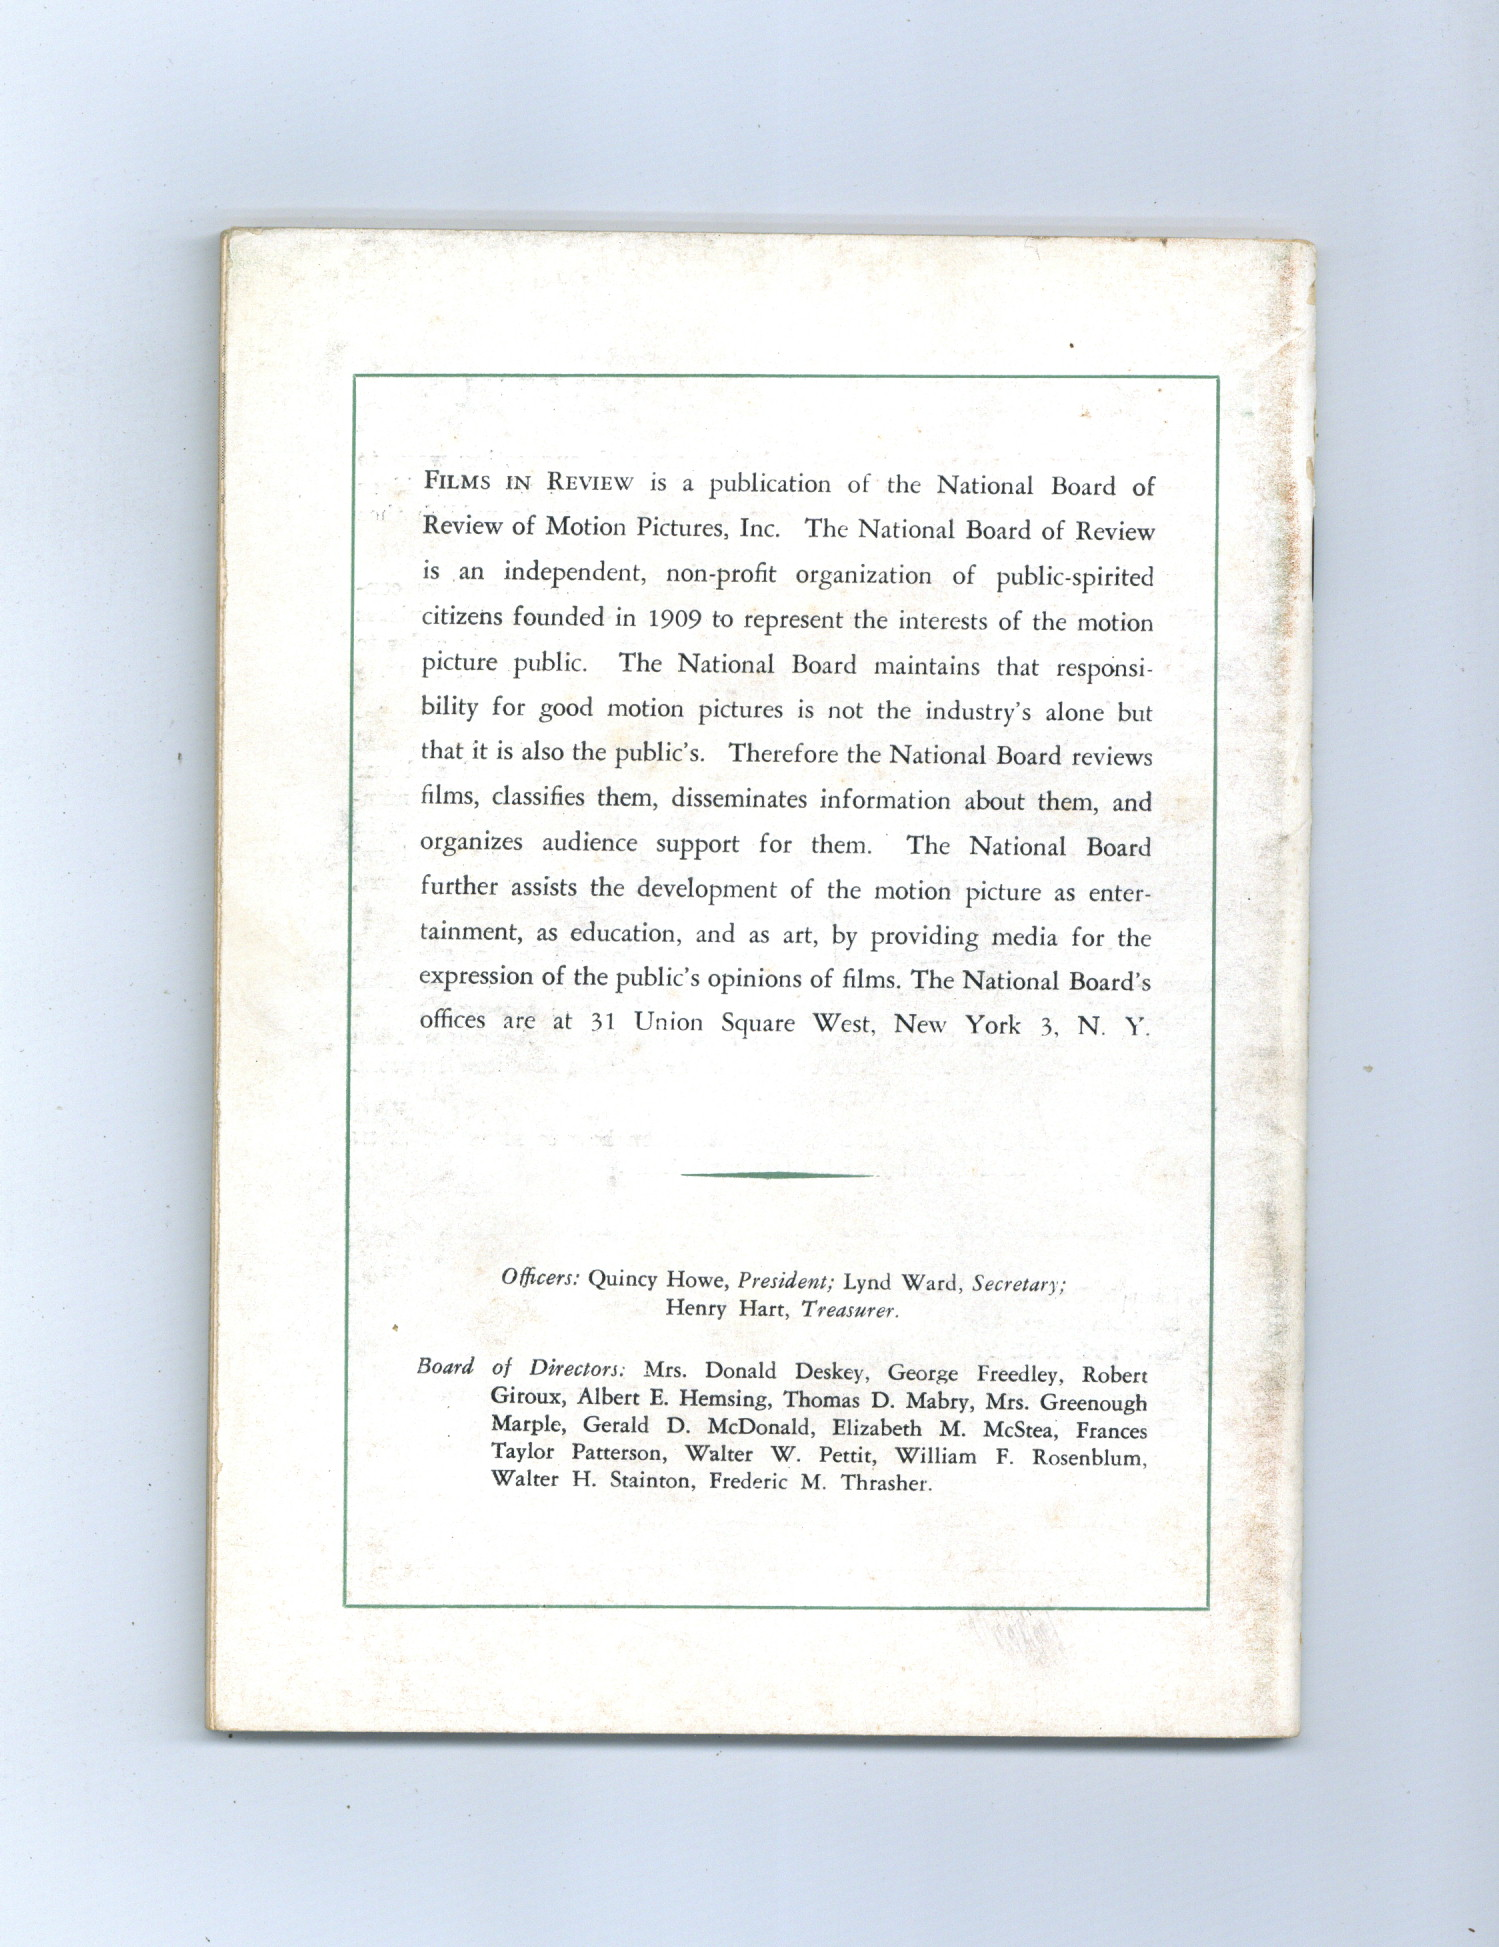 FILMS IN REVIEW is a publication of the National Board of
Review of Motion Pictures, Inc. The National Board of Review
is an independent, non-profit organization of public-spirited
citizens founded in 1909 to represent the interests of the motion
picture public. The National Board maintains that responsi-
bility for good motion pictures is not the industry's alone but
that it is also the public's. Therefore the National Board reviews
films, classifies them, disseminates information about them, and
organizes audience support for them. The National Board
further assists the development of the motion picture as enter-
tainment, as education, and as art, by providing media for the
expression of the public's opinions of films. The National Board's
offices are at 31 Union Square West, New York 3, N. Y.
Officers: Quincy Howe, President; Lynd Ward, Secretary;
Henry Hart, Treasurer.
Board of Directors: Mrs. Donald Deskey, George Freedley, Robert
Giroux, Albert E. Hemsing, Thomas D. Mabry, Mrs. Greenough
Marple, Gerald D. McDonald, Elizabeth M. McStea, Frances
Taylor Patterson, Walter W. Pettit, William F. Rosenblum,
Walter H. Stainton, Frederic M. Thrasher.